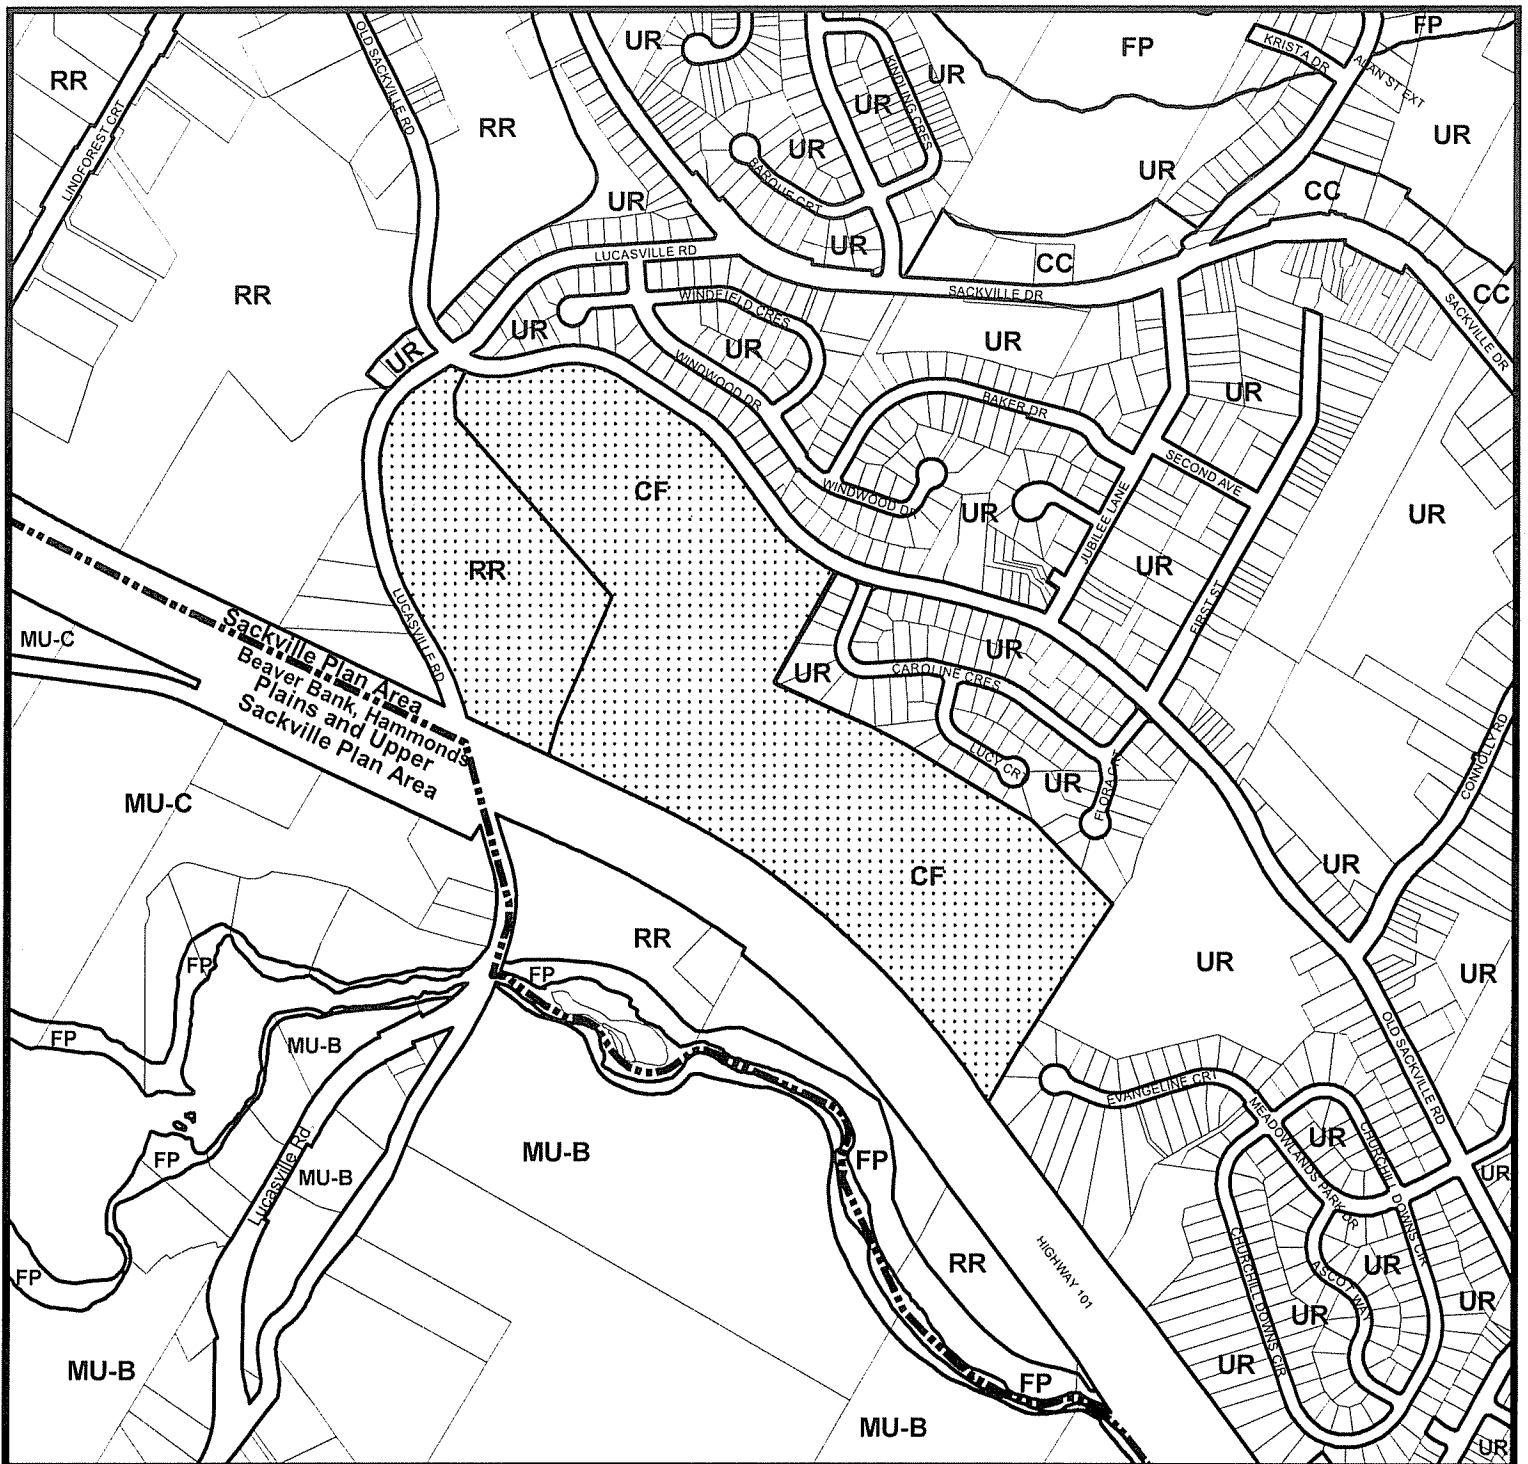 RR
OLD SACKVILLE RD
UR
KINDLING CRES
UR
FP
KRISTA DR
ALAN ST EXT
FP
LINDFOREST CRT
RR
UR
UR
BARQUE CRT
UR
UR
CC
UR
UR
LUCASVILLE RD
CC
RR
SACKVILLE DR
CC
SACKVILLE DR
UR
WINDFIELD CRES
UR
UR
UR
WINDWOOD DR
BAKER DR
UR
CF
WINDWOOD DR
UR
JUBILEE LANE
SECOND AVE
UR
RR
UR
FIRST ST
LUCASVILLE RD
MU-C
Sackville Plan Area
Beaver Bank, Hammonds
Plains and Upper
Sackville Plan Area
UR
UR
CAROLINE CRES
LUCY CR
UR
FLORA CRT
CONNOLLY RD
MU-C
CF
UR
RR
UR
UR
FP
FP
FP
MU-B
OLD SACKVILLE RD
EVANGELINE CRT
MEADOWLANDS PARK DR
UR
CHURCHILL DOWNS CIR
FP
Lucasville Rd
MU-B
MU-B
FP
UR
FP
RR
HIGHWAY 101
CHURCHILL DOWNS CIR
ASCOT WAY
UR
UR
UR
UR
MU-B
FP
MU-B
UR